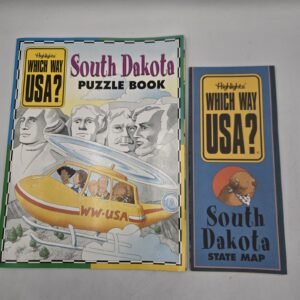 Highlights
WHICH WAY
USA?
South Dakota
PUZZLE BOOK
WW-USA
Highlights
WHICH WAY
USA?
South
Dakota
STATE MAP